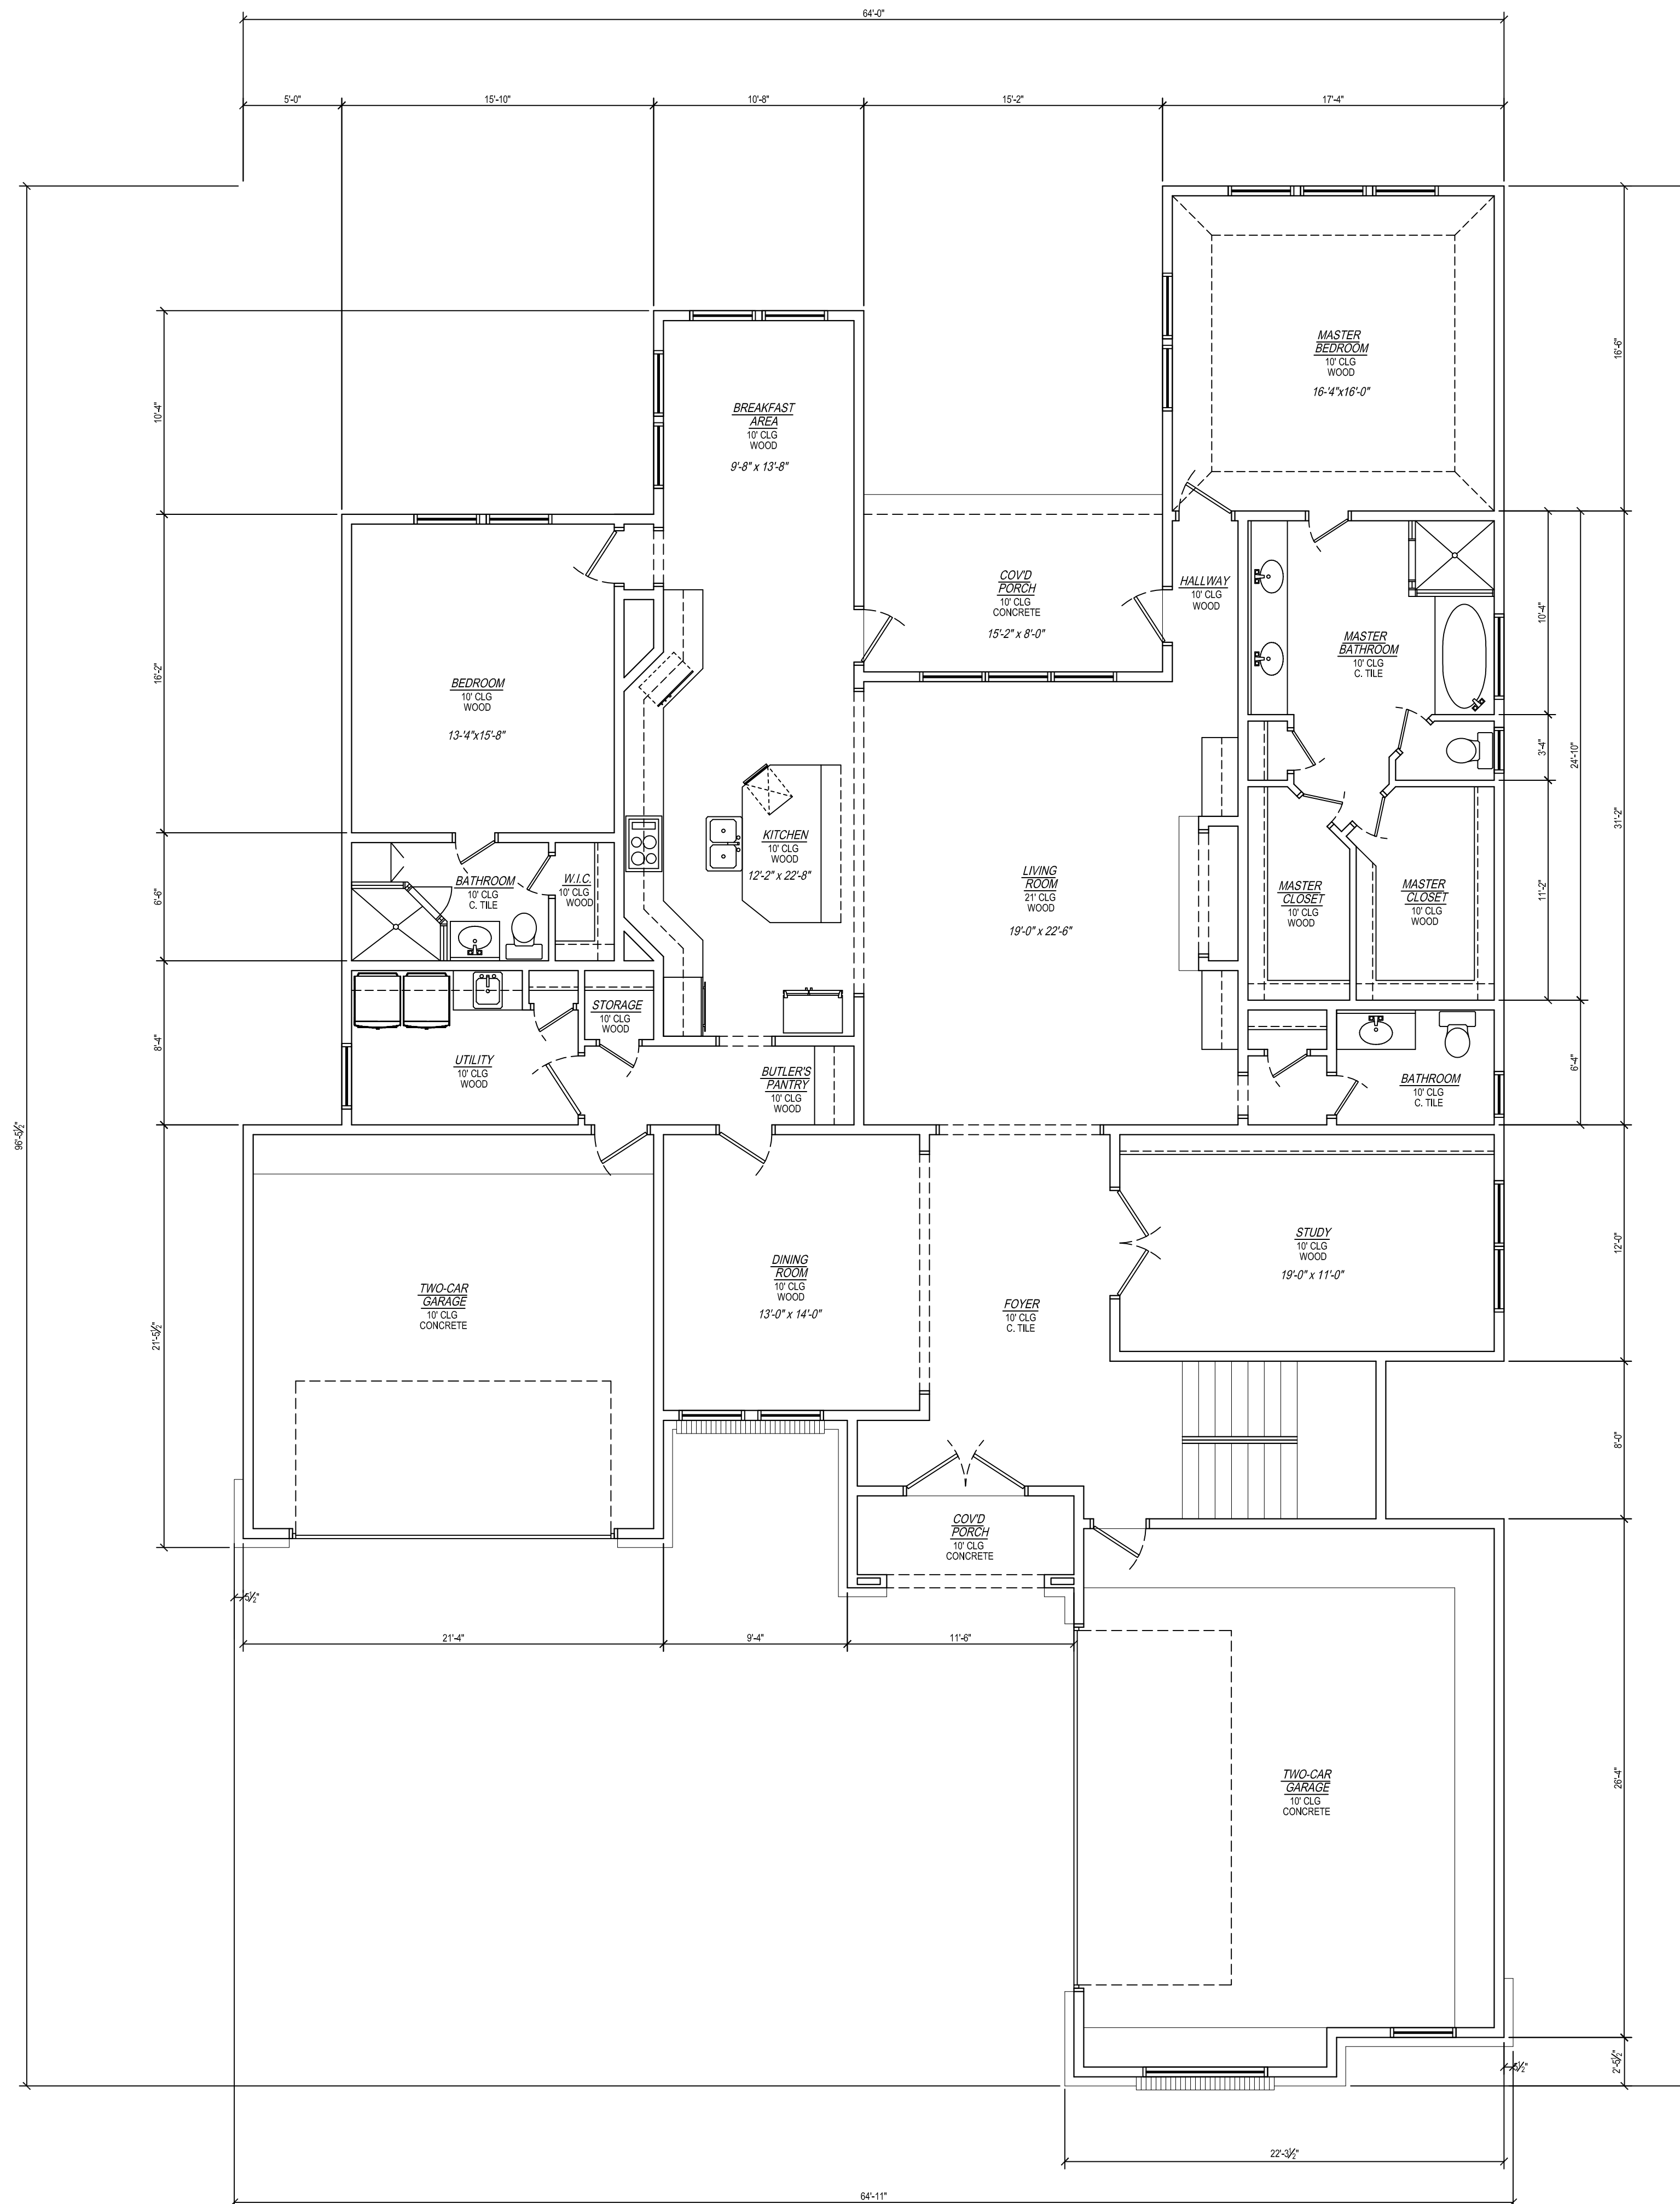 64'-0"
5'-0"
15'-10"
10'-8"
15'-2"
17'-4"
MASTER
BEDROOM
10' CLG
WOOD
16-'4"x16'-0"
16'-6"
BREAKFAST
AREA
10' CLG
WOOD
9'-8" x 13'-8"
10'-4"
COV'D
PORCH
10' CLG
CONCRETE
15'-2" x 8'-0"
HALLWAY
10' CLG
WOOD
MASTER
BATHROOM
10' CLG
C. TILE
10'-4"
BEDROOM
10' CLG
WOOD
13-'4"x15'-8"
16'-2"
3'-4"
24'-10"
31'-2"
KITCHEN
10' CLG
WOOD
12'-2" x 22'-8"
BATHROOM
10' CLG
C. TILE
W.I.C.
10' CLG
WOOD
6'-6"
LIVING
ROOM
21' CLG
WOOD
19'-0" x 22'-6"
MASTER
CLOSET
10' CLG
WOOD
MASTER
CLOSET
10' CLG
WOOD
11'-2"
STORAGE
10' CLG
WOOD
UTILITY
10' CLG
WOOD
8'-4"
BUTLER'S
PANTRY
10' CLG
WOOD
BATHROOM
10' CLG
C. TILE
6'-4"
96'-5½"
STUDY
10' CLG
WOOD
19'-0" x 11'-0"
12'-0"
DINING
ROOM
10' CLG
WOOD
13'-0" x 14'-0"
TWO-CAR
GARAGE
10' CLG
CONCRETE
21'-5½"
FOYER
10' CLG
C. TILE
8'-0"
COV'D
PORCH
10' CLG
CONCRETE
5½"
21'-4"
9'-4"
11'-6"
TWO-CAR
GARAGE
10' CLG
CONCRETE
26'-4"
2'-5½"
5½"
22'-3½"
64'-11"